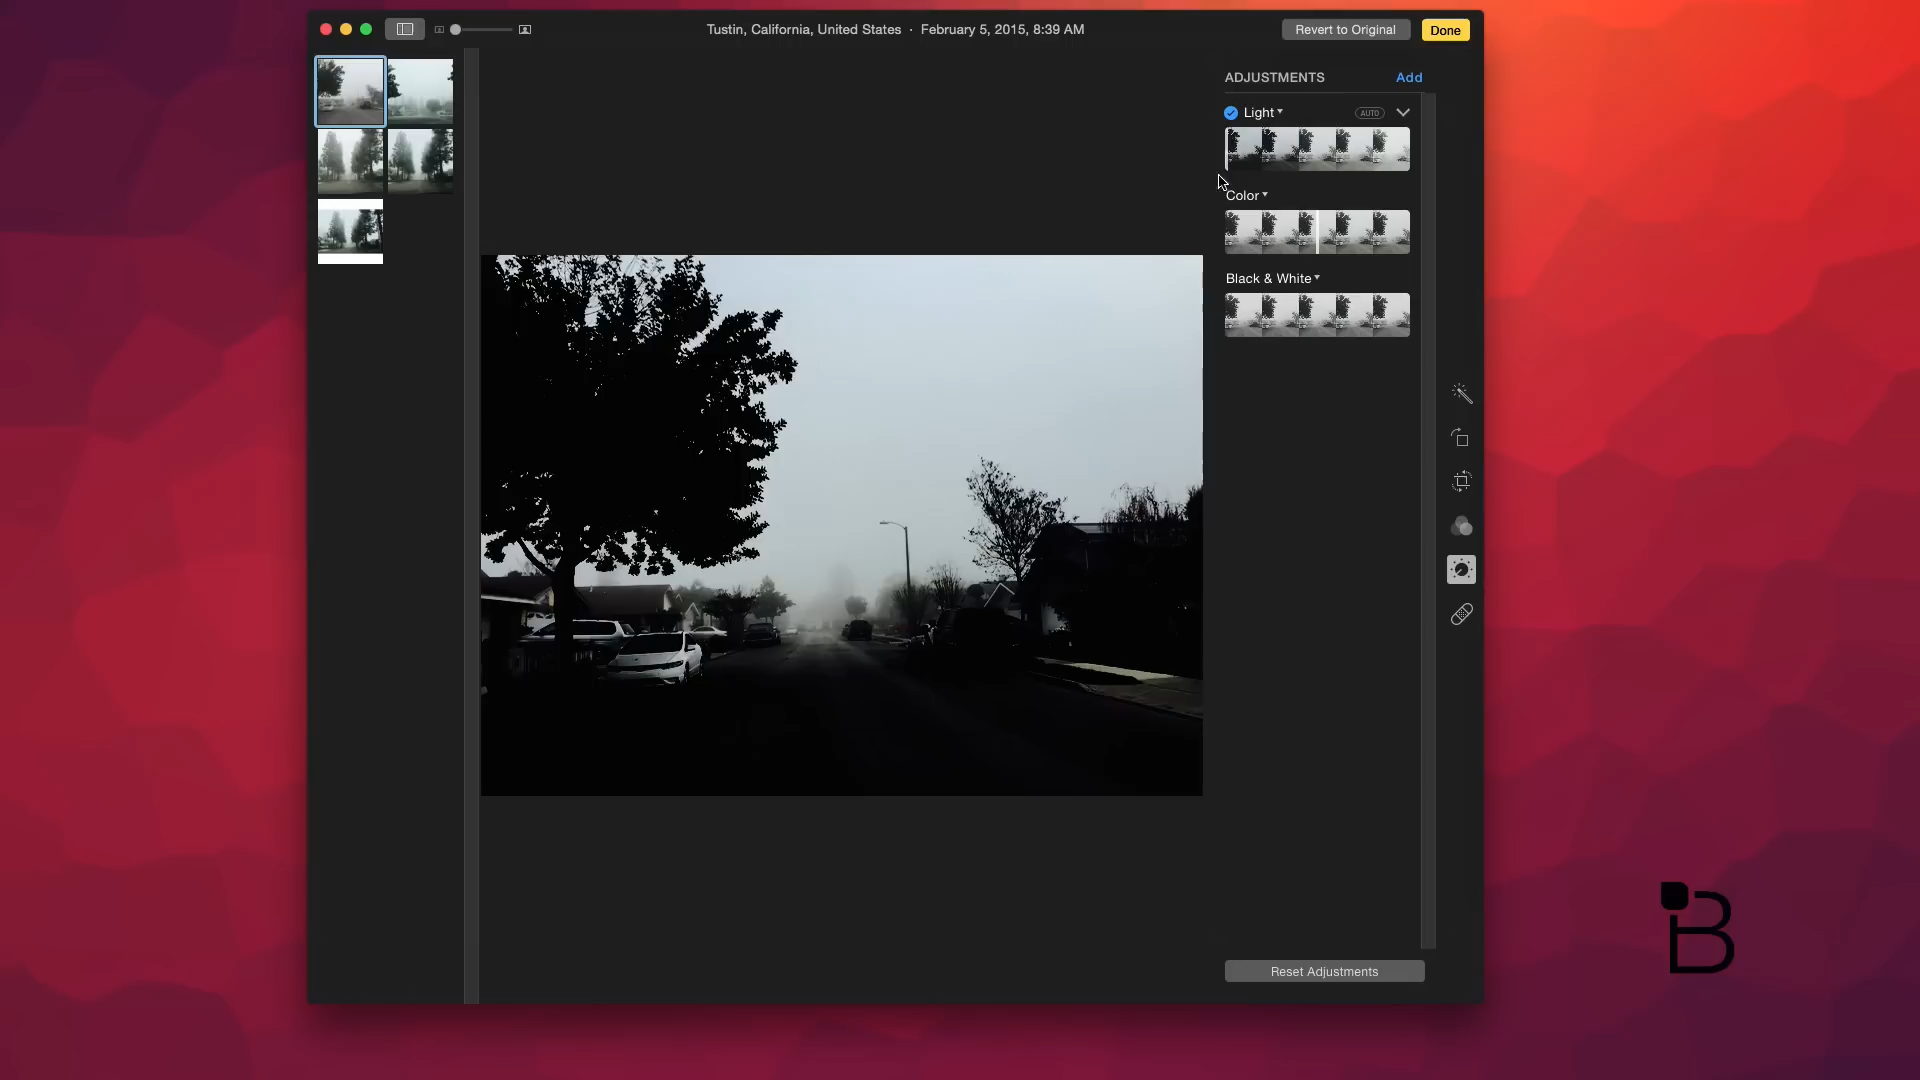 Tustin, California, United States · February 5, 2015, 8:39 AM
Revert to Original
Done
ADJUSTMENTS
Add
Light
AUTO
Color
Black & White
Reset Adjustments
B